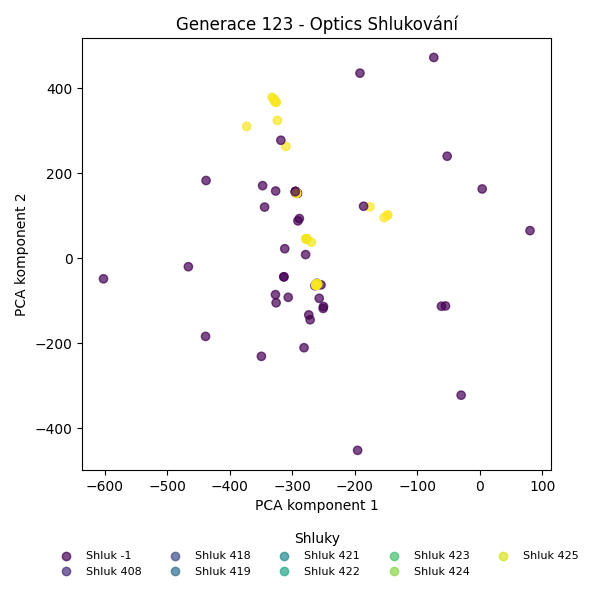 Generace 123 - Optics Shlukování
PCA komponent 2
400
200
0
−200
−400
−600
−500
−400
−300
−200
−100
0
100
PCA komponent 1
Shluky
Shluk -1
Shluk 408
Shluk 418
Shluk 419
Shluk 421
Shluk 422
Shluk 423
Shluk 424
Shluk 425